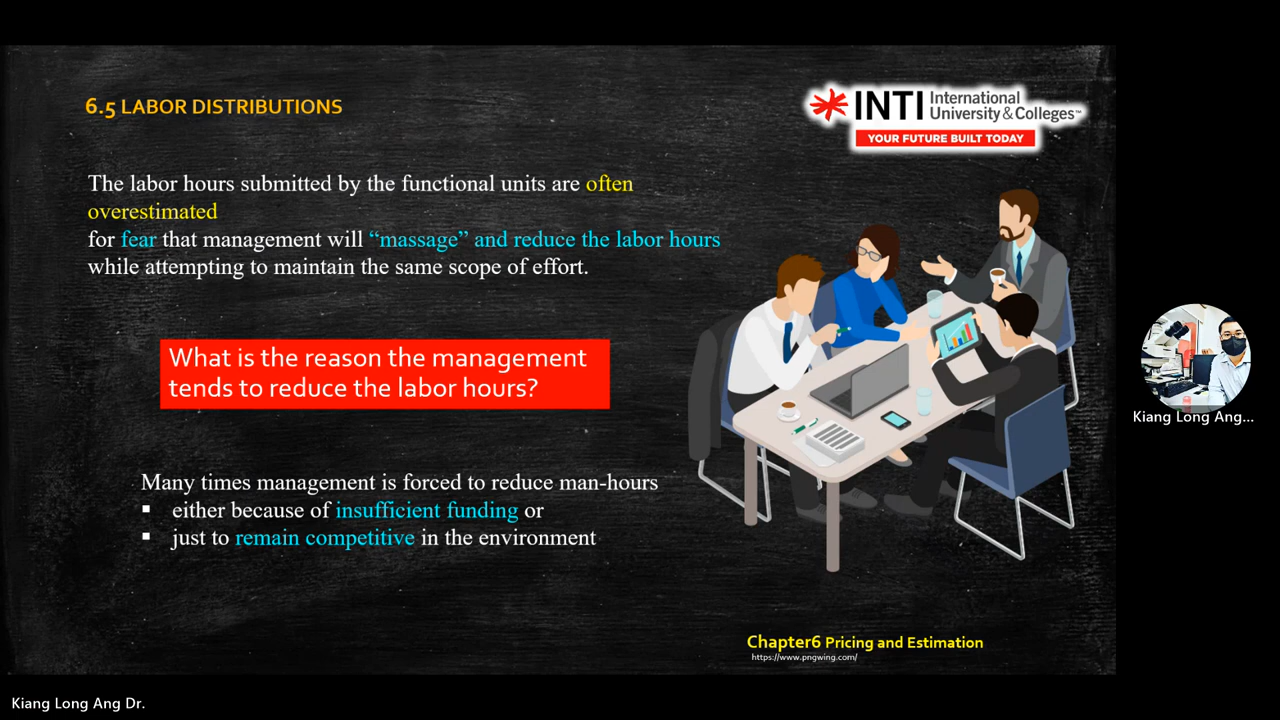 6.5 LABOR DISTRIBUTIONS
INTI International
University & Colleges™
YOUR FUTURE BUILT TODAY
The labor hours submitted by the functional units are often
overestimated
for fear that management will “massage” and reduce the labor hours
while attempting to maintain the same scope of effort.
What is the reason the management
tends to reduce the labor hours?
Many times management is forced to reduce man-hours
▪ either because of insufficient funding or
▪ just to remain competitive in the environment
Chapter6 Pricing and Estimation
https://www.pngwing.com/
Kiang Long Ang...
Kiang Long Ang Dr.